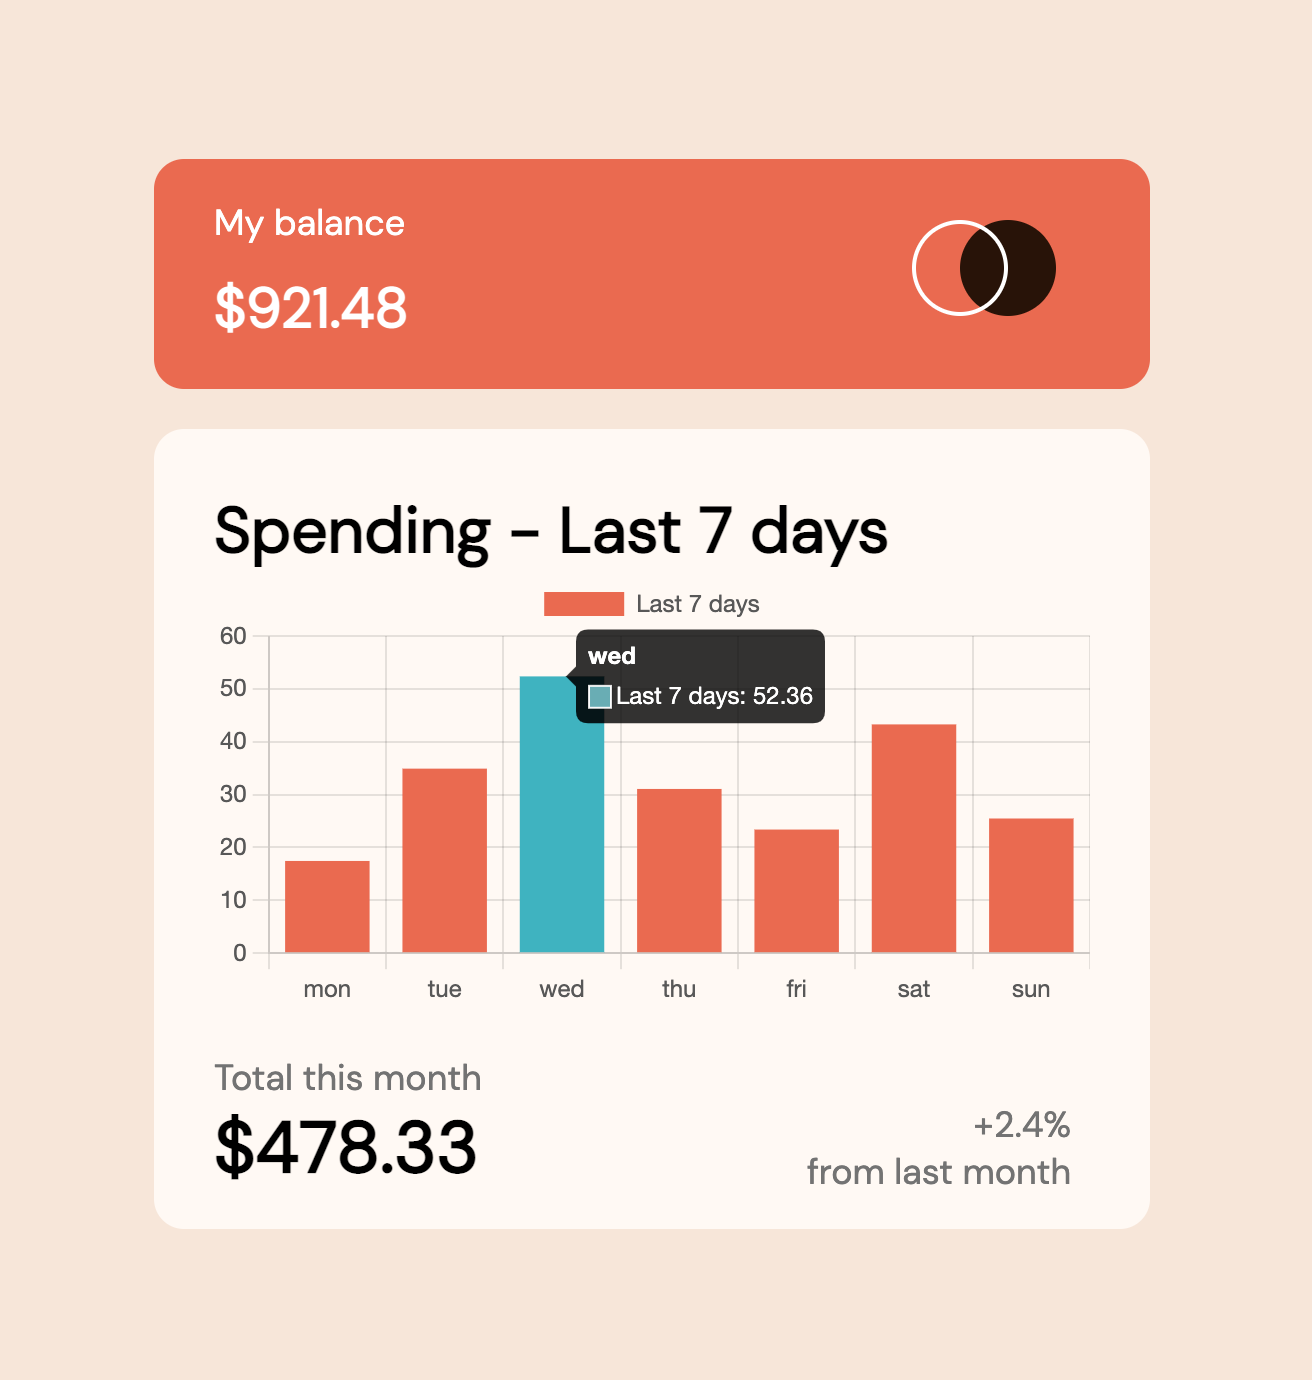 My balance
$921.48
Spending – Last 7 days
Last 7 days
60
wed
50
Last 7 days: 52.36
40
30
20
10
0
mon tue wed thu fri sat sun
Total this month
$478.33
+2.4%
from last month